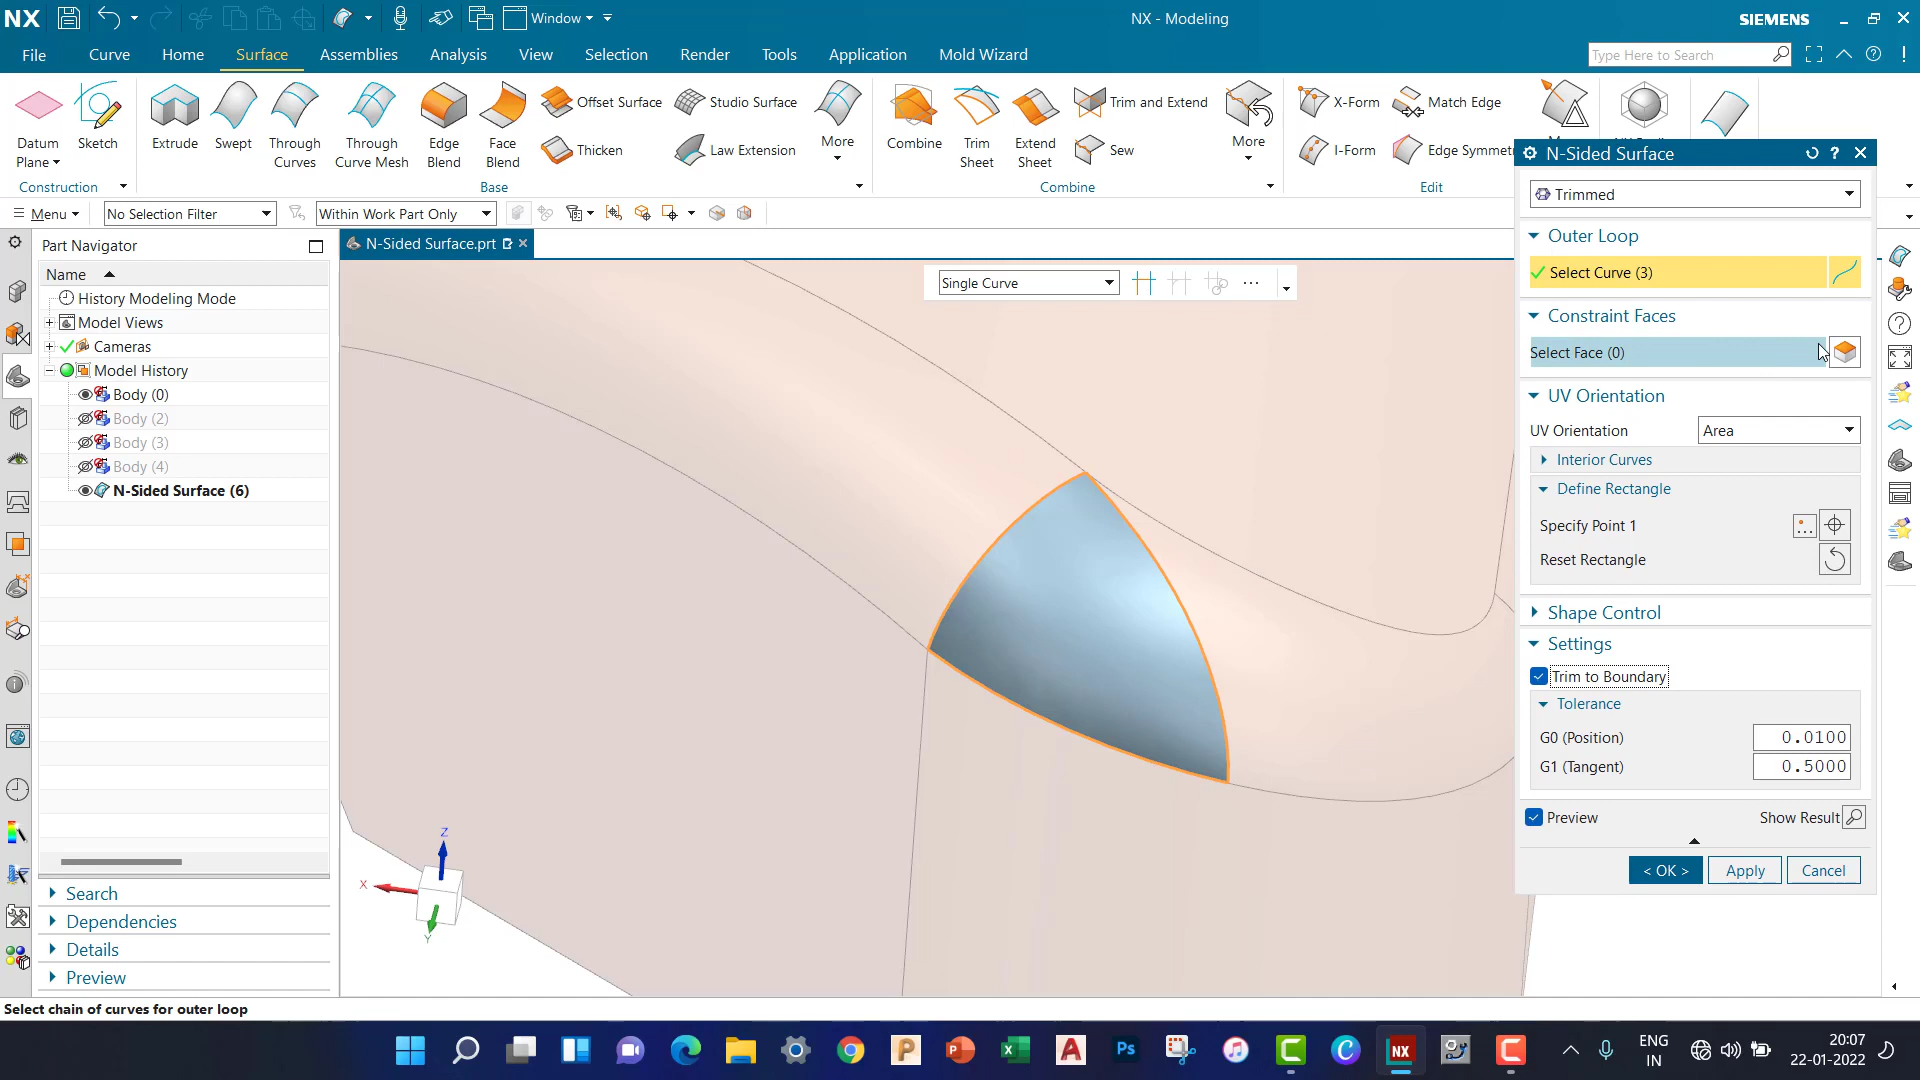 NX
Window
NX - Modeling
SIEMENS
File
Curve
Home
Surface
Assemblies
Analysis
View
Selection
Render
Tools
Application
Mold Wizard
Type Here to Search
Datum Plane
Sketch
Extrude
Swept
Through Curves
Through Curve Mesh
Edge Blend
Face Blend
Offset Surface
Thicken
Studio Surface
Law Extension
More
Combine
Trim Sheet
Extend Sheet
Trim and Extend
Sew
More
X-Form
I-Form
Match Edge
Edge Symmet
Construction
Base
Combine
Edit
Menu
No Selection Filter
Within Work Part Only
Part Navigator
Name
History Modeling Mode
Model Views
Cameras
Model History
Body (0)
Body (2)
Body (3)
Body (4)
N-Sided Surface (6)
Search
Dependencies
Details
Preview
N-Sided Surface.prt
Single Curve
Z
X
Y
N-Sided Surface
Trimmed
Outer Loop
Select Curve (3)
Constraint Faces
Select Face (0)
UV Orientation
UV Orientation
Area
Interior Curves
Define Rectangle
Specify Point 1
Reset Rectangle
Shape Control
Settings
Trim to Boundary
Tolerance
G0 (Position)
0.0100
G1 (Tangent)
0.5000
Preview
Show Result
< OK >
Apply
Cancel
Select chain of curves for outer loop
ENG
IN
20:07
22-01-2022